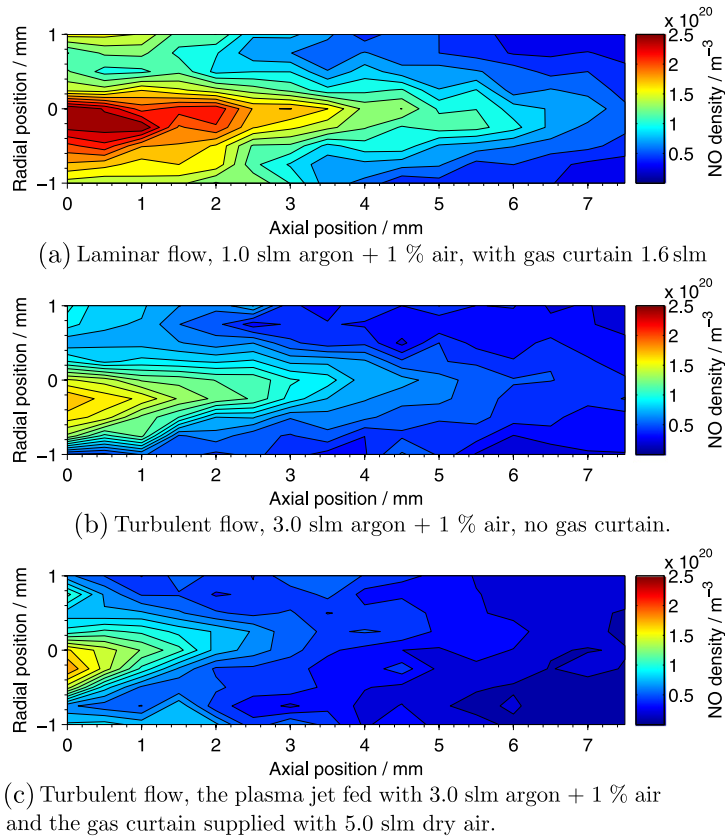 x 10^20
2.5
2
1.5
1
0.5
NO density / m^-3
1
0
-1
Radial position / mm
0 1 2 3 4 5 6 7
Axial position / mm
(a) Laminar flow, 1.0 slm argon + 1 % air, with gas curtain 1.6 slm
x 10^20
2.5
2
1.5
1
0.5
NO density / m^-3
1
0
-1
Radial position / mm
0 1 2 3 4 5 6 7
Axial position / mm
(b) Turbulent flow, 3.0 slm argon + 1 % air, no gas curtain.
x 10^20
2.5
2
1.5
1
0.5
NO density / m^-3
1
0
-1
Radial position / mm
0 1 2 3 4 5 6 7
Axial position / mm
(c) Turbulent flow, the plasma jet fed with 3.0 slm argon + 1 % air
and the gas curtain supplied with 5.0 slm dry air.